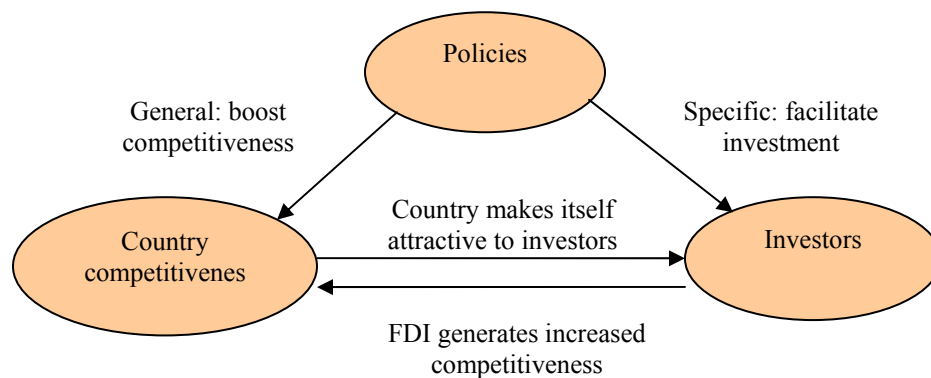 Policies
General: boost
competitiveness
Specific: facilitate
investment
Country
competitivenes
Country makes itself
attractive to investors
Investors
FDI generates increased
competitiveness